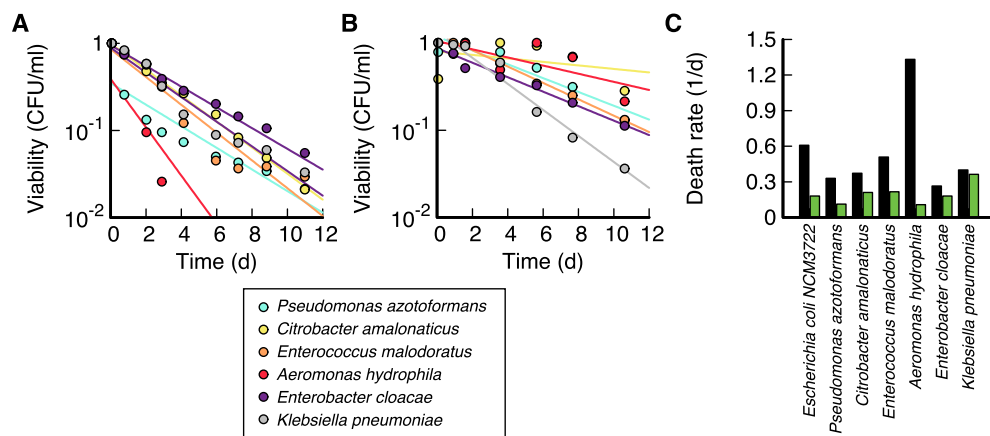 A
Viability (CFU/ml)
1
10⁻¹
10⁻²
0 2 4 6 8 10 12
Time (d)
B
Viability (CFU/ml)
1
10⁻¹
10⁻²
0 2 4 6 8 10 12
Time (d)
C
Death rate (1/d)
1.5
1.2
0.6
0.3
0
Escherichia coli NCM3722
Pseudomonas azotoformans
Citrobacter amalonaticus
Enterococcus malodoratus
Aeromonas hydrophila
Enterobacter cloacae
Klebsiella pneumoniae
Pseudomonas azotoformans
Citrobacter amalonaticus
Enterococcus malodoratus
Aeromonas hydrophila
Enterobacter cloacae
Klebsiella pneumoniae